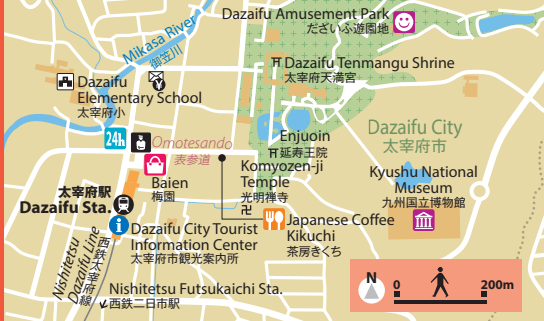 Dazaifu Amusement Park
だざいふ遊園地
Mikasa River
御笠川
Dazaifu Tenmangu Shrine
太宰府天満宮
Dazaifu
Elementary School
太宰府小
24h
Omotesando
表参道
Enjuoin
延寿王院
Dazaifu City
太宰府市
Baien
梅園
Komyozen-ji
Temple
光明禅寺
卍
Kyushu National
Museum
九州国立博物館
太宰府駅
Dazaifu Sta.
Japanese Coffee
Kikuchi
茶房きくち
i
Dazaifu City Tourist
Information Center
太宰府市観光案内所
Nishitetsu
Dazaifu Line
西鉄太宰府線
Nishitetsu Futsukaichi Sta.
西鉄二日市駅
N
0 200m